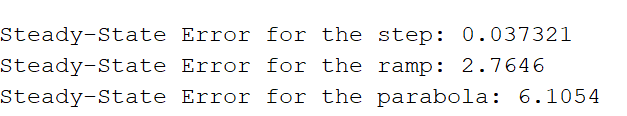 Steady-State Error for the step: 0.037321
Steady-State Error for the ramp: 2.7646
Steady-State Error for the parabola: 6.1054